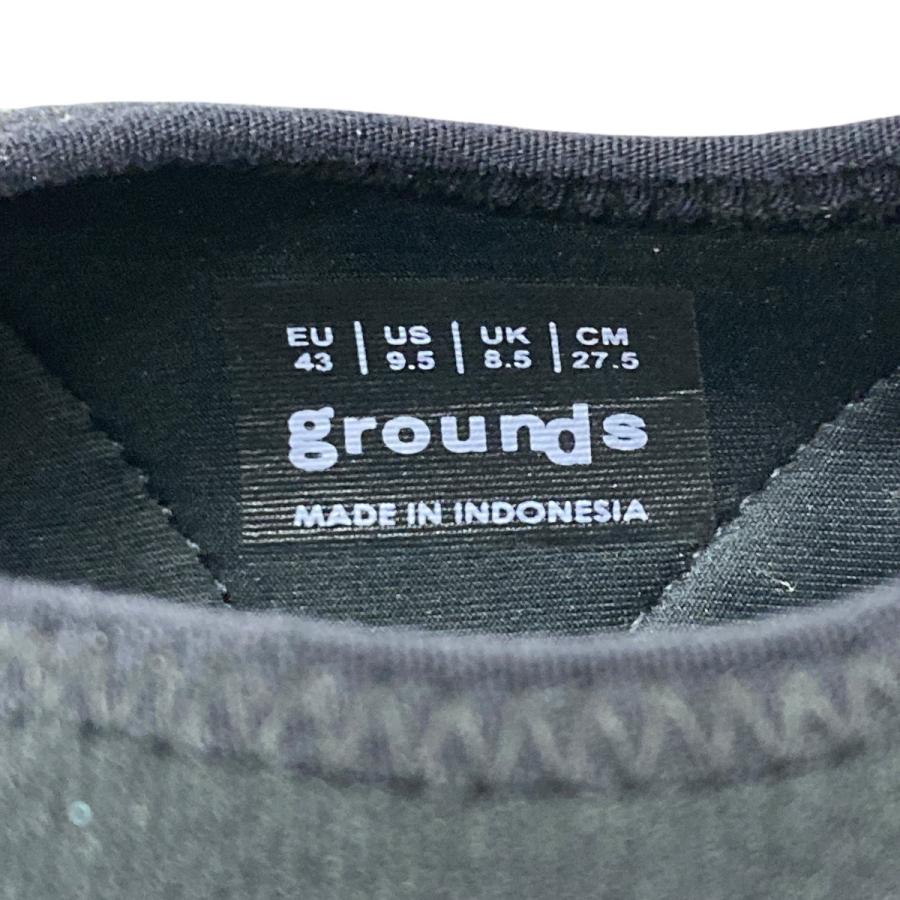 EU | US | UK | CM
43 | 9.5 | 8.5 | 27.5
grounds
MADE IN INDONESIA